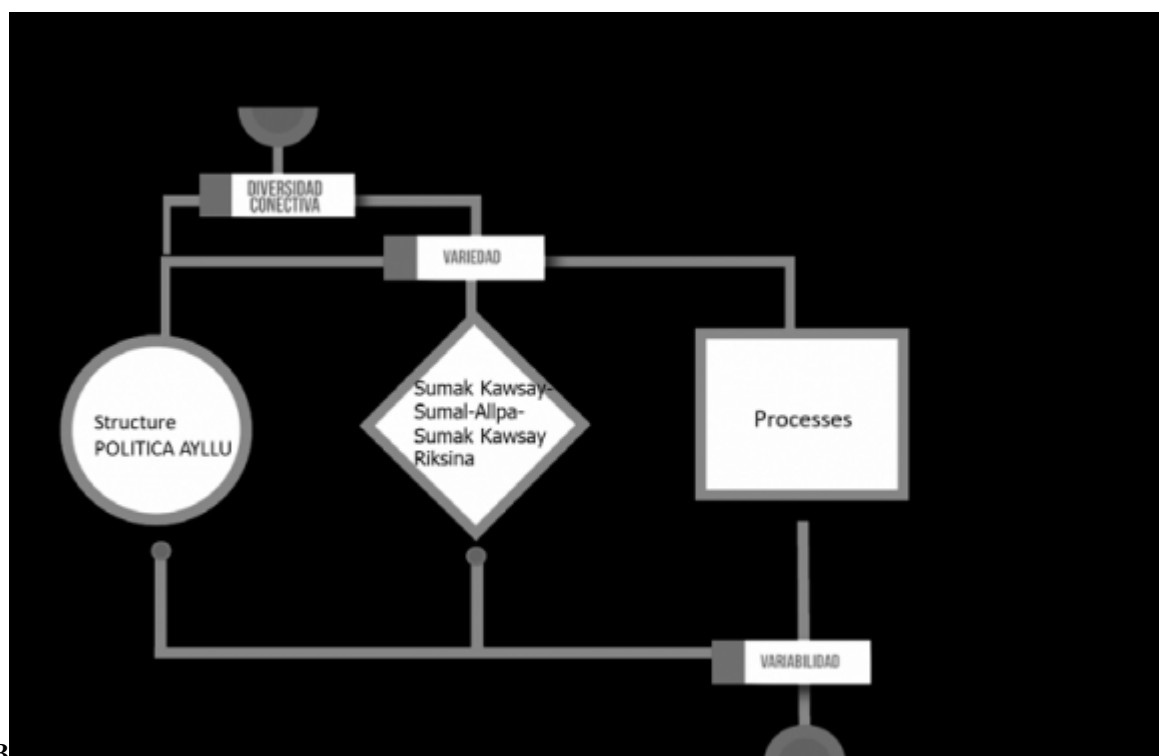 DIVERSIDAD
CONECTIVA
VARIEDAD
Structure
POLITICA AYLLU
Sumak Kawsay-
Sumal-Allpa-
Sumak Kawsay
Riksina
Processes
VARIABILIDAD